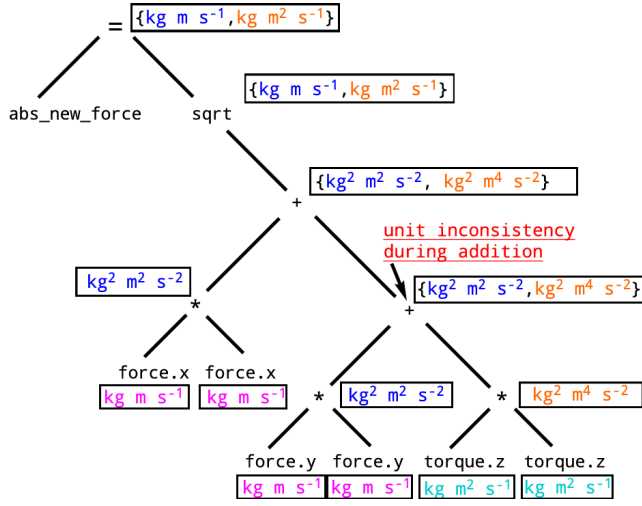 = {kg m s⁻¹,kg m² s⁻¹}
{kg m s⁻¹,kg m² s⁻¹}
abs_new_force sqrt
{kg² m² s⁻², kg² m⁴ s⁻²}
+
unit inconsistency
during addition
kg² m² s⁻²
{kg² m² s⁻²,kg² m⁴ s⁻²}
*
+
force.x force.x
kg m s⁻¹ kg m s⁻¹
* kg² m² s⁻² * kg² m⁴ s⁻²
force.y force.y torque.z torque.z
kg m s⁻¹ kg m s⁻¹ kg m² s⁻¹ kg m² s⁻¹